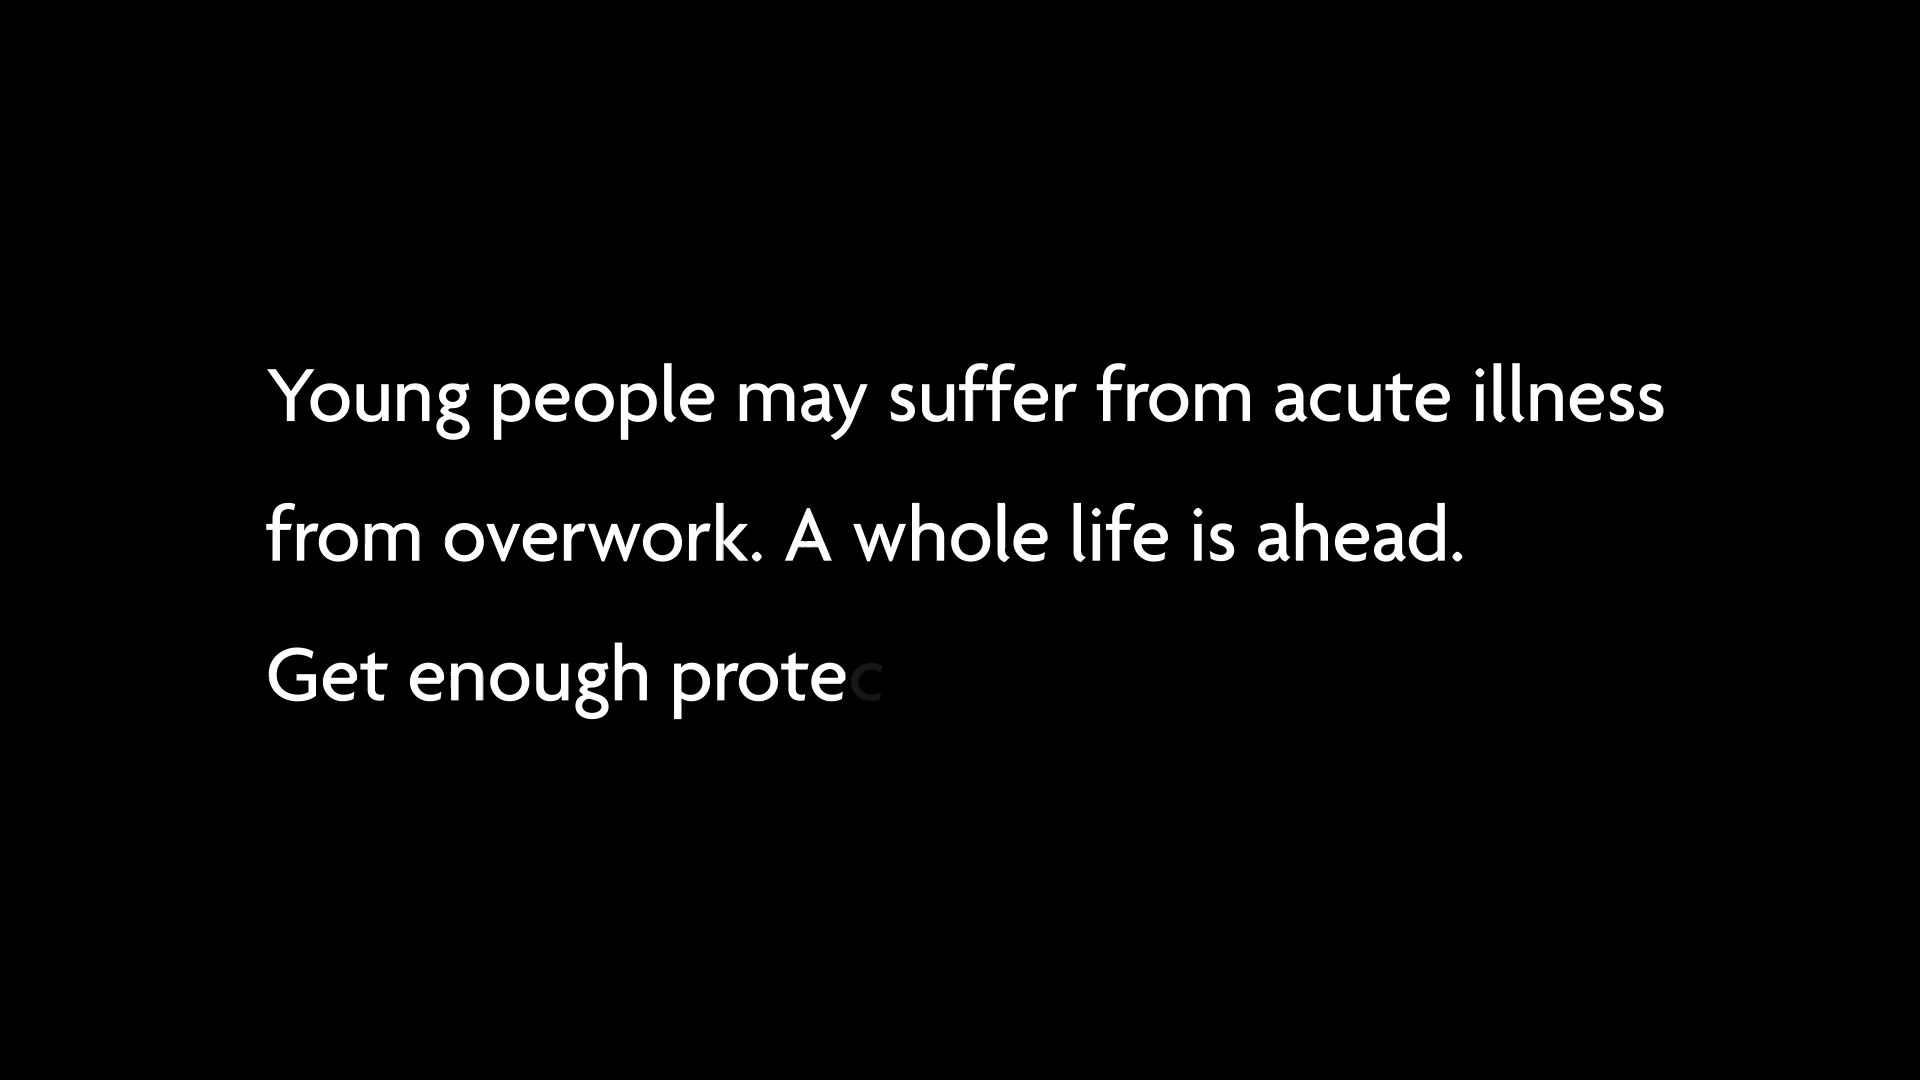 Young people may suffer from acute illness
from overwork. A whole life is ahead.
Get enough protec